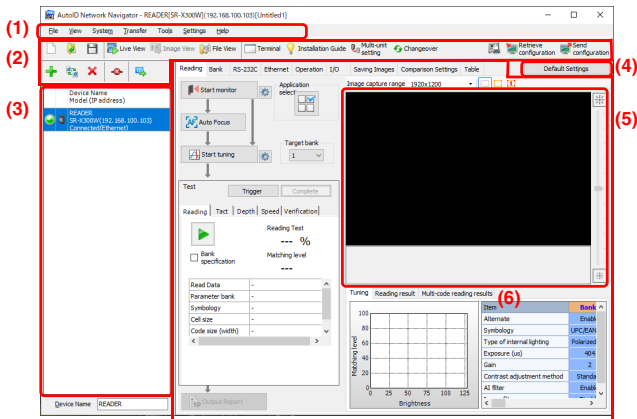 AutoID Network Navigator - READER[SR-X300W](192.168.100.103)[Untitled1]
(1)
File View System Transfer Tools Settings Help
(2)
Live View Image View File View Terminal Installation Guide Multi-unit setting Changeover Retrieve configuration Send configuration
Reading Bank RS-232C Ethernet Operation I/O Saving Images Comparison Settings Table
Default Settings
(4)
(3)
Device Name
Model (IP address)
READER
SR-X300W(192.168.100.103)
Connected(Ethernet)
Start monitor
Application select
Image capture range 1920x1200
(5)
AF Auto Focus
Start tuning
Target bank
1
Test
Trigger Complete
Reading Tact Depth Speed Verification
Reading Test
--- %
Bank specification
Matching level
---
Read Data -
Parameter bank -
Symbology -
Cell size -
Code size (width) -
Output Report
Tuning Reading result Multi-code reading results
(6)
Matching level
100
80
60
40
20
0
0 25 50 75 100 125
Brightness
Item Bank
Alternate Enabl
Symbology UPC/EAN
Type of internal lighting Polarized
Exposure (us) 404
Gain 2
Contrast adjustment method Standa
AI filter Enabl
Device Name READER